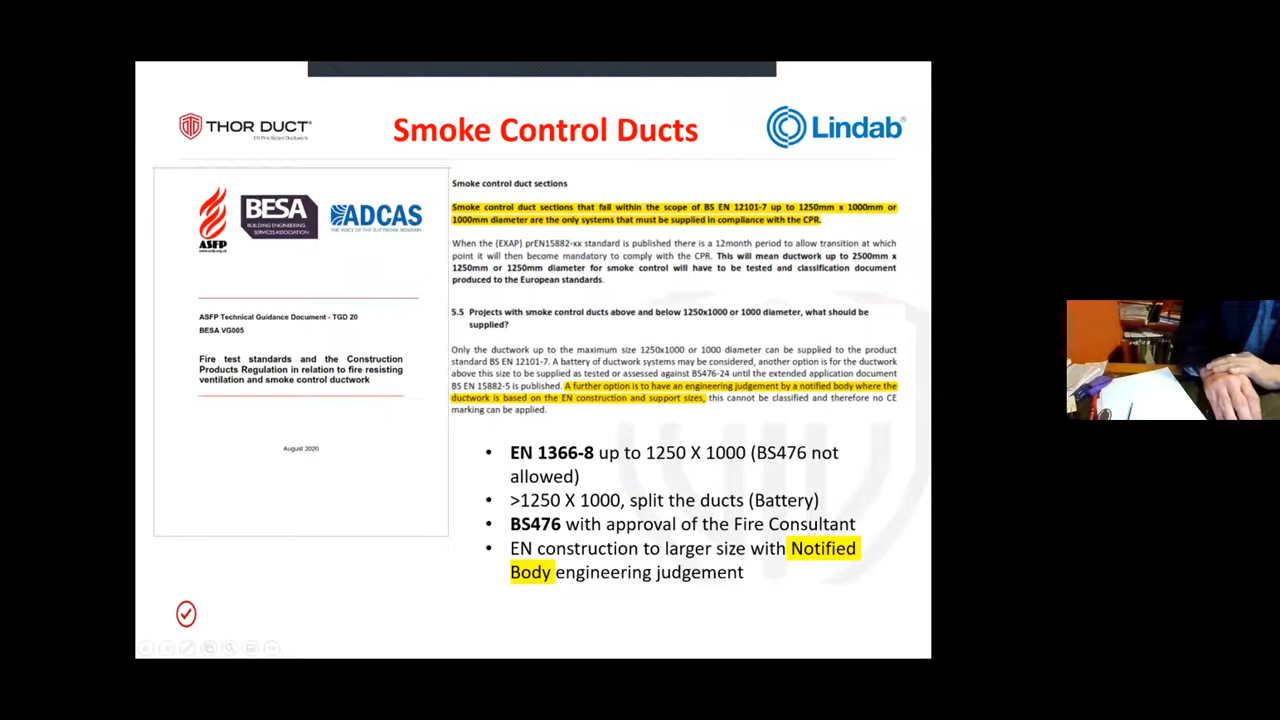 THOR DUCT®
EN Fire Rated Ductwork
Smoke Control Ducts
Lindab®
ASFP
BESA
BUILDING ENGINEERING
SERVICES ASSOCIATION
ADCAS
THE VOICE OF THE DUCTWORK INDUSTRY
ASFP Technical Guidance Document - TGD 20
BESA VG005
Fire test standards and the Construction
Products Regulation in relation to fire resisting
ventilation and smoke control ductwork
August 2020
Smoke control duct sections
Smoke control duct sections that fall within the scope of BS EN 12101-7 up to 1250mm x 1000mm or
1000mm diameter are the only systems that must be supplied in compliance with the CPR.
When the (EXAP) prEN15882-xx standard is published there is a 12month period to allow transition at which
point it will then become mandatory to comply with the CPR. This will mean ductwork up to 2500mm x
1250mm or 1250mm diameter for smoke control will have to be tested and classification document
produced to the European standards.
5.5 Projects with smoke control ducts above and below 1250x1000 or 1000 diameter, what should be
supplied?
Only the ductwork up to the maximum size 1250x1000 or 1000 diameter can be supplied to the product
standard BS EN 12101-7. A battery of ductwork systems may be considered, another option is for the ductwork
above this size to be supplied as tested or assessed against BS476-24 until the extended application document
BS EN 15882-5 is published. A further option is to have an engineering judgement by a notified body where the
ductwork is based on the EN construction and support sizes, this cannot be classified and therefore no CE
marking can be applied.
• EN 1366-8 up to 1250 X 1000 (BS476 not
allowed)
• >1250 X 1000, split the ducts (Battery)
• BS476 with approval of the Fire Consultant
• EN construction to larger size with Notified
Body engineering judgement